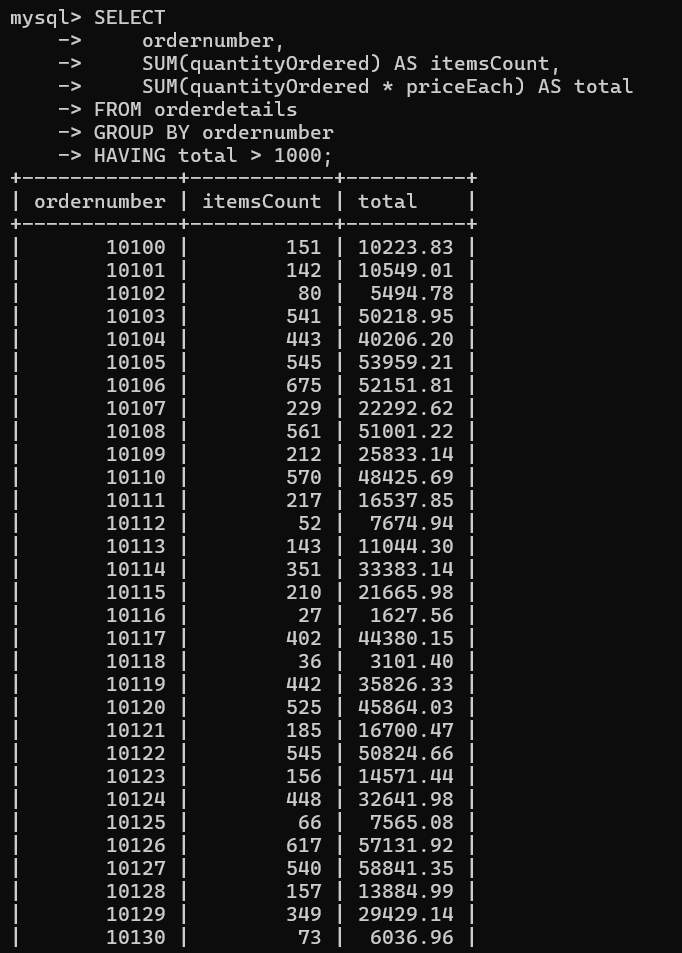 mysql> SELECT
    ->     ordernumber,
    ->     SUM(quantityOrdered) AS itemsCount,
    ->     SUM(quantityOrdered * priceEach) AS total
    -> FROM orderdetails
    -> GROUP BY ordernumber
    -> HAVING total > 1000;
+-------------+------------+----------+
| ordernumber | itemsCount | total    |
+-------------+------------+----------+
|       10100 |        151 | 10223.83 |
|       10101 |        142 | 10549.01 |
|       10102 |         80 |  5494.78 |
|       10103 |        541 | 50218.95 |
|       10104 |        443 | 40206.20 |
|       10105 |        545 | 53959.21 |
|       10106 |        675 | 52151.81 |
|       10107 |        229 | 22292.62 |
|       10108 |        561 | 51001.22 |
|       10109 |        212 | 25833.14 |
|       10110 |        570 | 48425.69 |
|       10111 |        217 | 16537.85 |
|       10112 |         52 |  7674.94 |
|       10113 |        143 | 11044.30 |
|       10114 |        351 | 33383.14 |
|       10115 |        210 | 21665.98 |
|       10116 |         27 |  1627.56 |
|       10117 |        402 | 44380.15 |
|       10118 |         36 |  3101.40 |
|       10119 |        442 | 35826.33 |
|       10120 |        525 | 45864.03 |
|       10121 |        185 | 16700.47 |
|       10122 |        545 | 50824.66 |
|       10123 |        156 | 14571.44 |
|       10124 |        448 | 32641.98 |
|       10125 |         66 |  7565.08 |
|       10126 |        617 | 57131.92 |
|       10127 |        540 | 58841.35 |
|       10128 |        157 | 13884.99 |
|       10129 |        349 | 29429.14 |
|       10130 |         73 |  6036.96 |